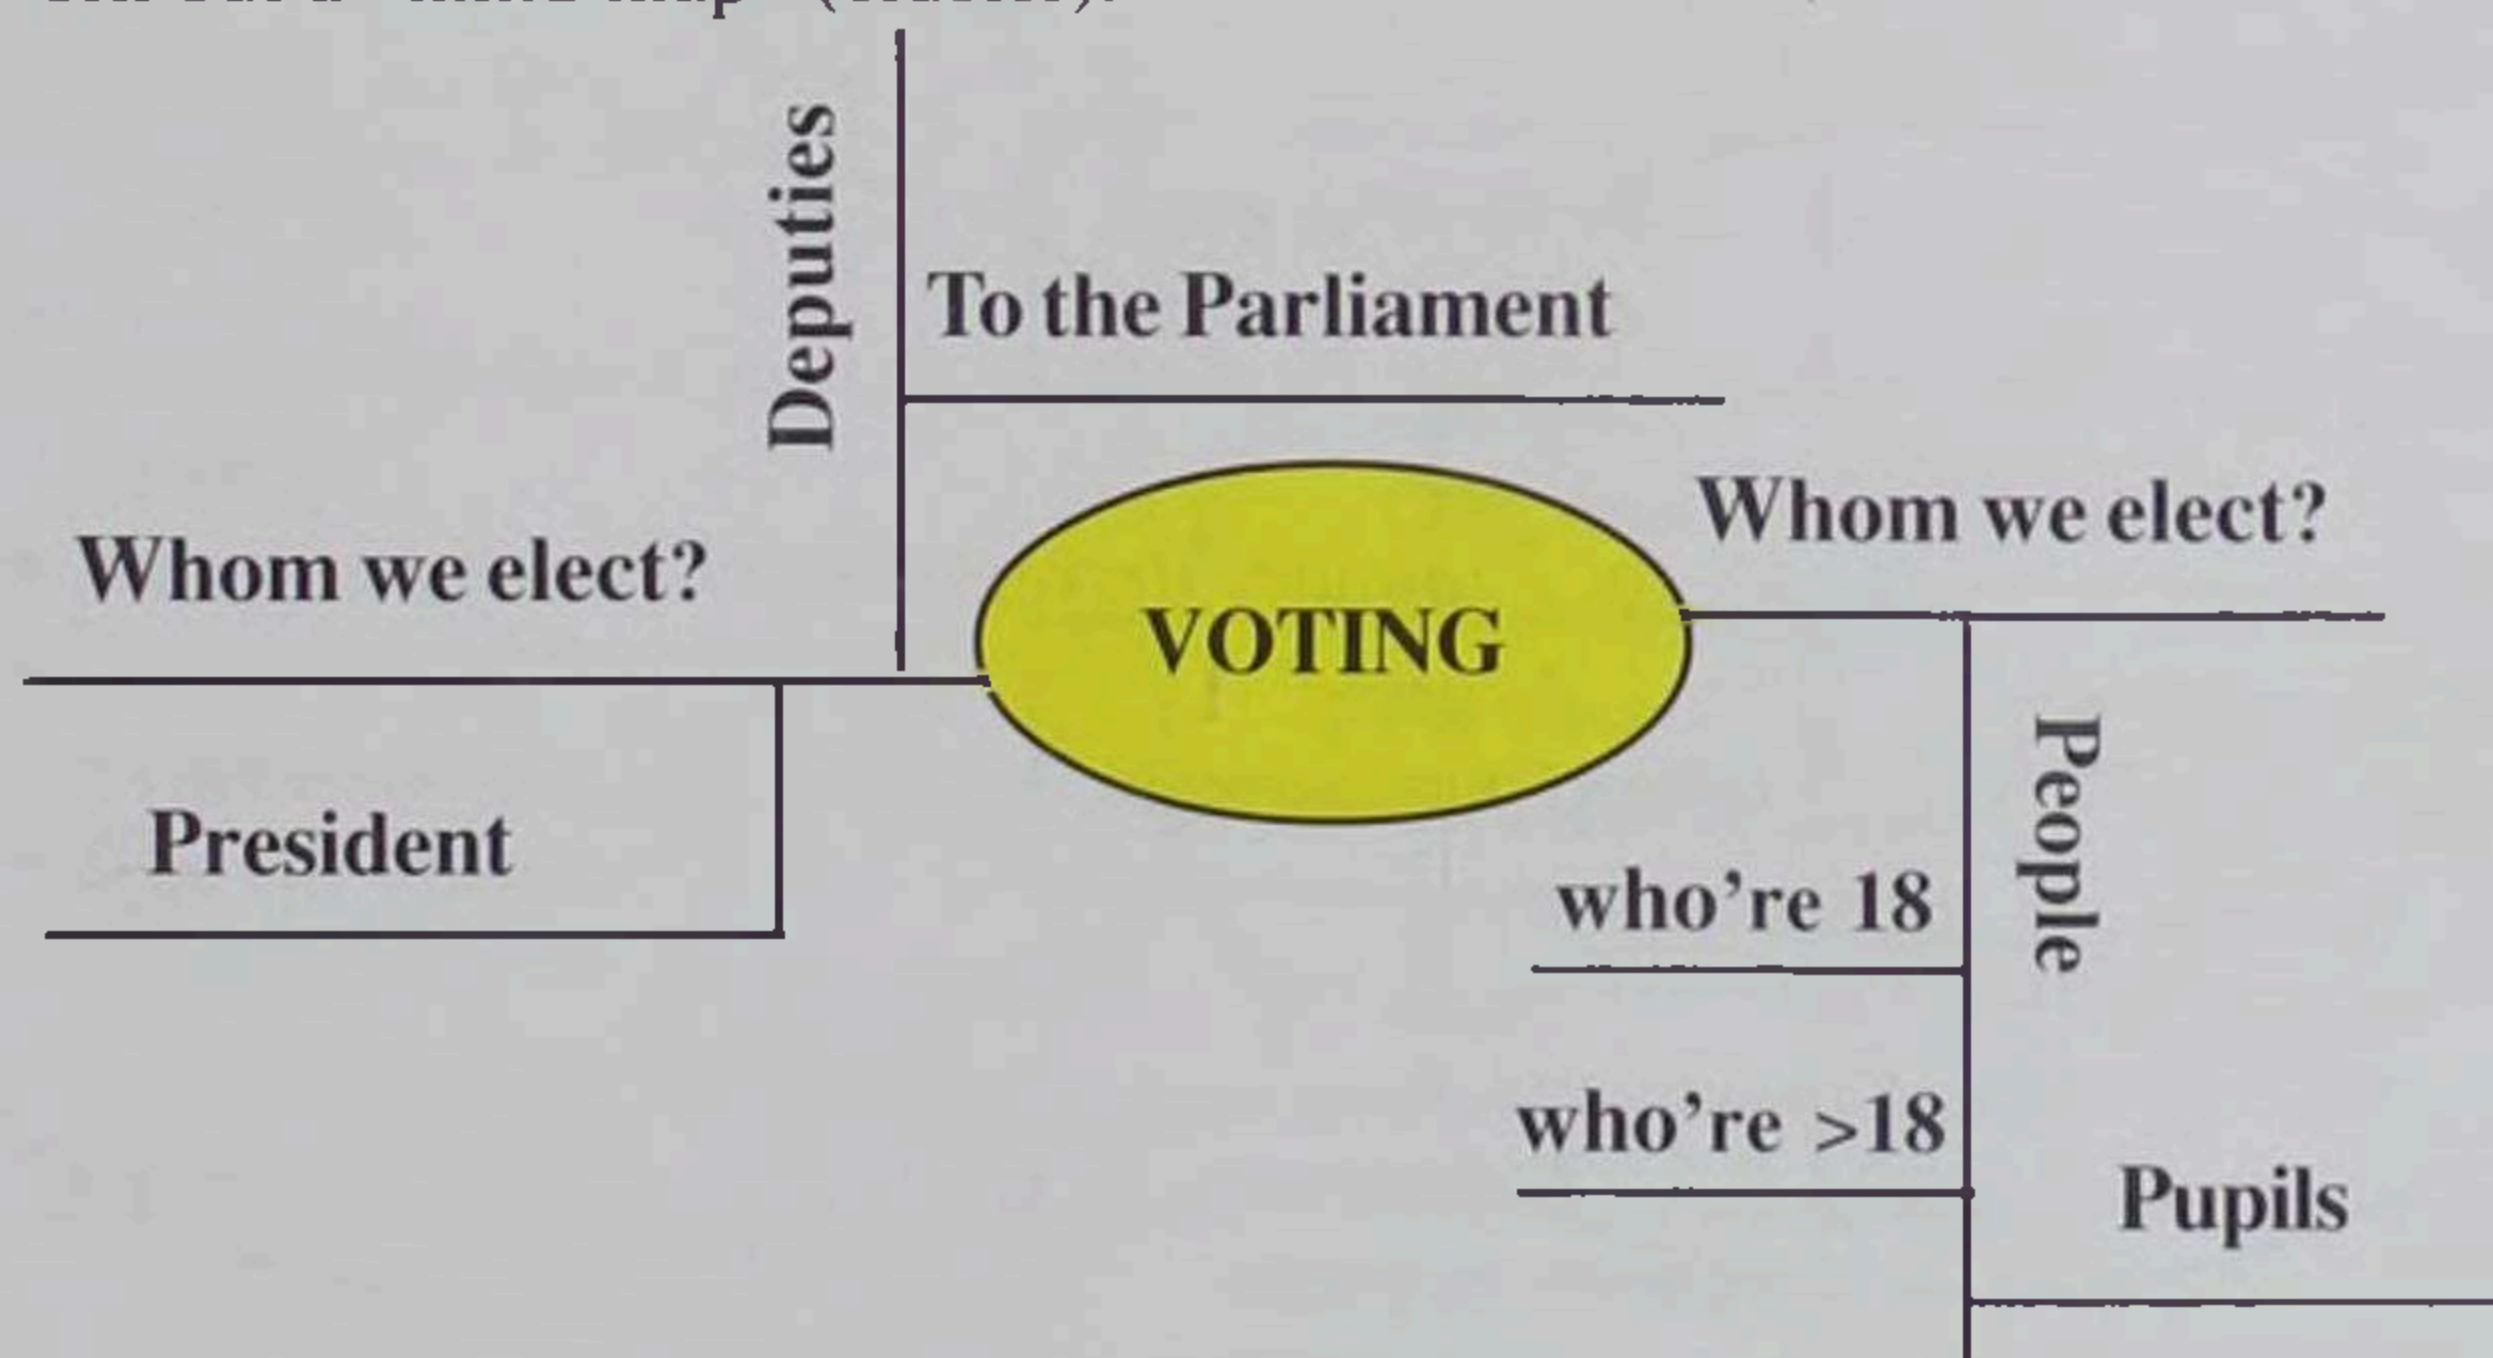 Deputies
To the Parliament
Whom we elect?
Whom we elect?
VOTING
President
People
who're 18
who're >18
Pupils